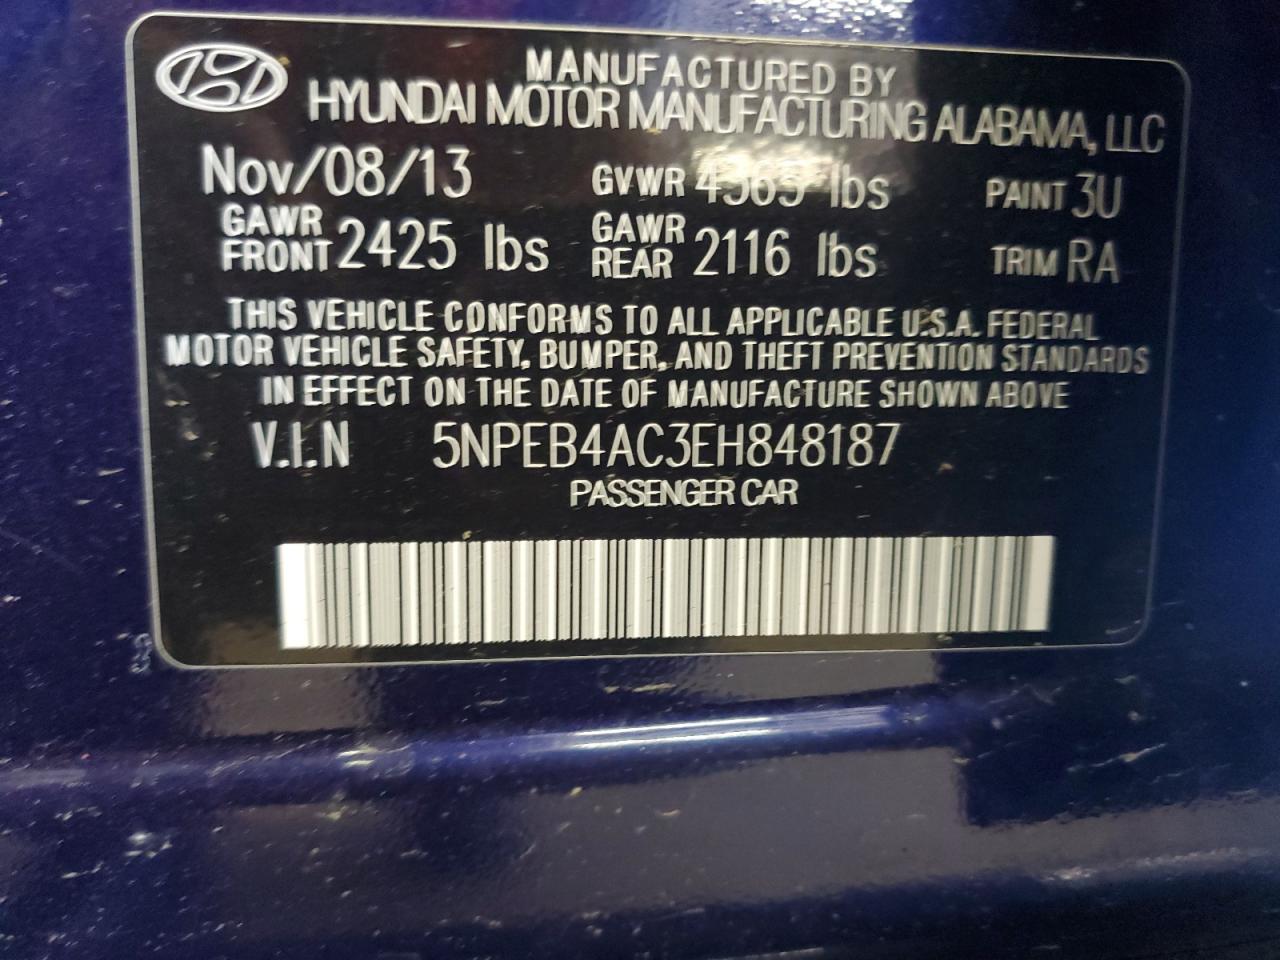 MANUFACTURED BY
HYUNDAI MOTOR MANUFACTURING ALABAMA, LLC
Nov/08/13 GVWR 4365 lbs PAINT 3U
GAWR FRONT 2425 lbs GAWR REAR 2116 lbs TRIM RA
THIS VEHICLE CONFORMS TO ALL APPLICABLE U.S.A. FEDERAL
MOTOR VEHICLE SAFETY, BUMPER, AND THEFT PREVENTION STANDARDS
IN EFFECT ON THE DATE OF MANUFACTURE SHOWN ABOVE
V.I.N 5NPEB4AC3EH848187
PASSENGER CAR